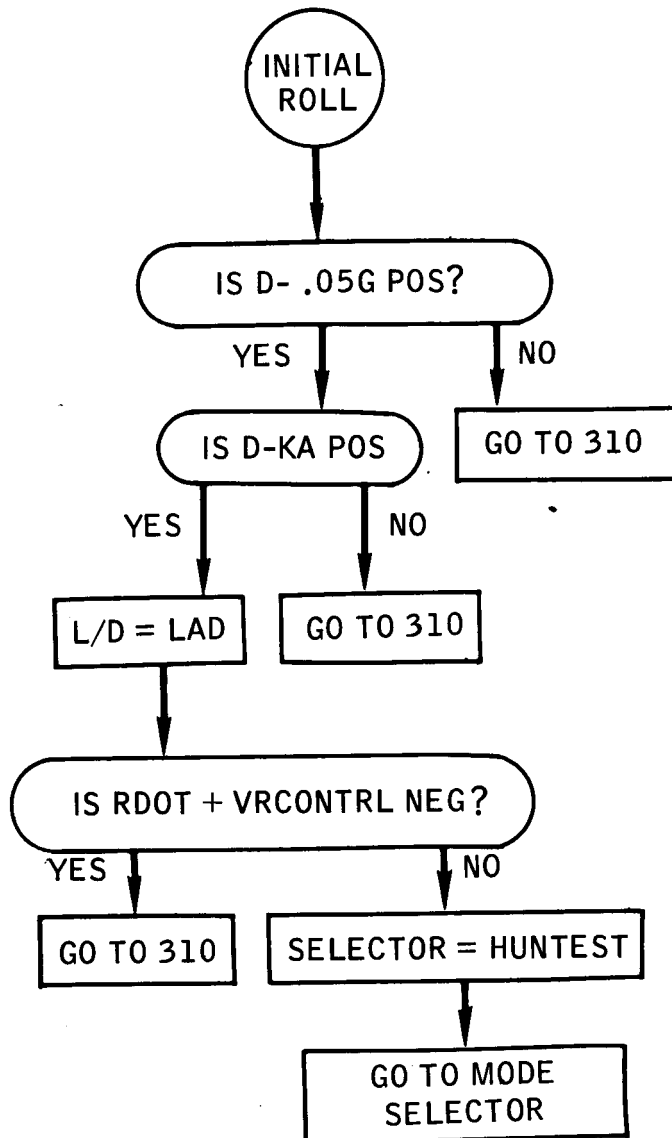 INITIAL
ROLL
IS D- .05G POS?
YES
NO
IS D-KA POS
GO TO 310
YES
NO
L/D = LAD
GO TO 310
IS RDOT + VRCONTRL NEG?
YES
NO
GO TO 310
SELECTOR = HUNTEST
GO TO MODE
SELECTOR